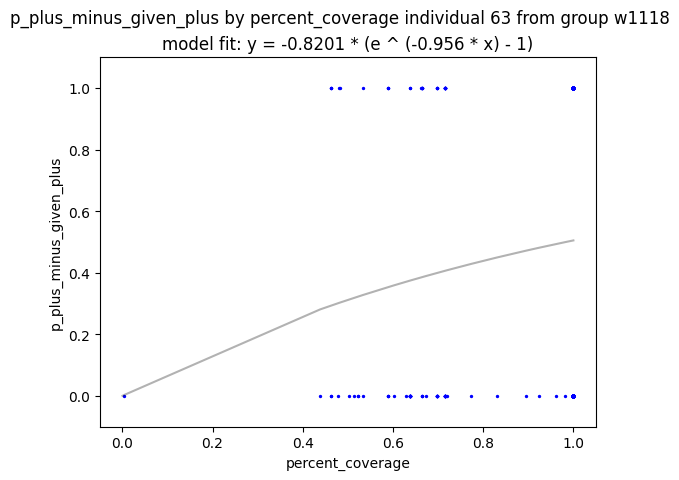 p_plus_minus_given_plus by percent_coverage individual 63 from group w1118
model fit: y = -0.8201 * (e ^ (-0.956 * x) - 1)
p_plus_minus_given_plus
1.0
0.8
0.6
0.4
0.2
0.0
0.0 0.2 0.4 0.6 0.8 1.0
percent_coverage